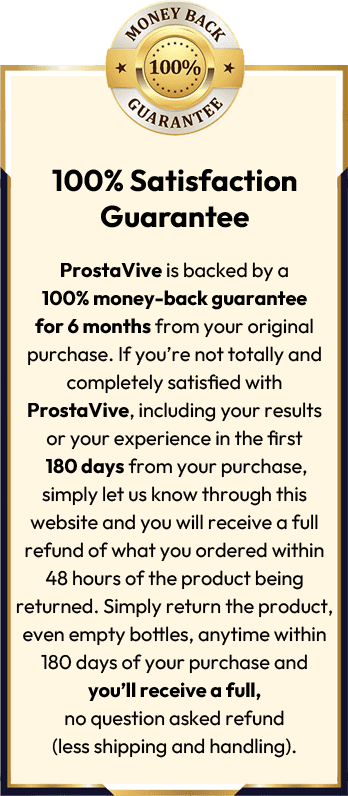 MONEY BACK
100%
GUARANTEE
100% Satisfaction
Guarantee
ProstaVive is backed by a
100% money-back guarantee
for 6 months from your original
purchase. If you’re not totally and
completely satisfied with
ProstaVive, including your results
or your experience in the first
180 days from your purchase,
simply let us know through this
website and you will receive a full
refund of what you ordered within
48 hours of the product being
returned. Simply return the product,
even empty bottles, anytime within
180 days of your purchase and
you’ll receive a full,
no question asked refund
(less shipping and handling).